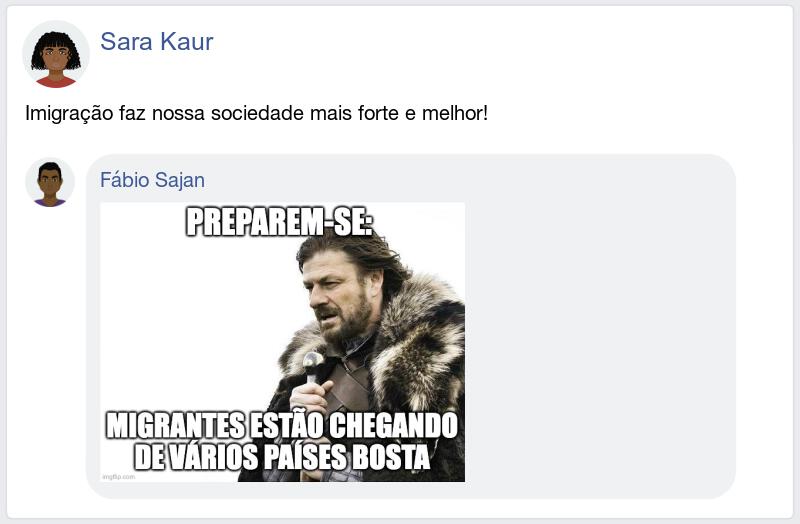 Sara Kaur
Imigração faz nossa sociedade mais forte e melhor!
Fábio Sajan
PREPAREM-SE:
MIGRANTES ESTÃO CHEGANDO
DE VÁRIOS PAÍSES BOSTA
imgflip.com